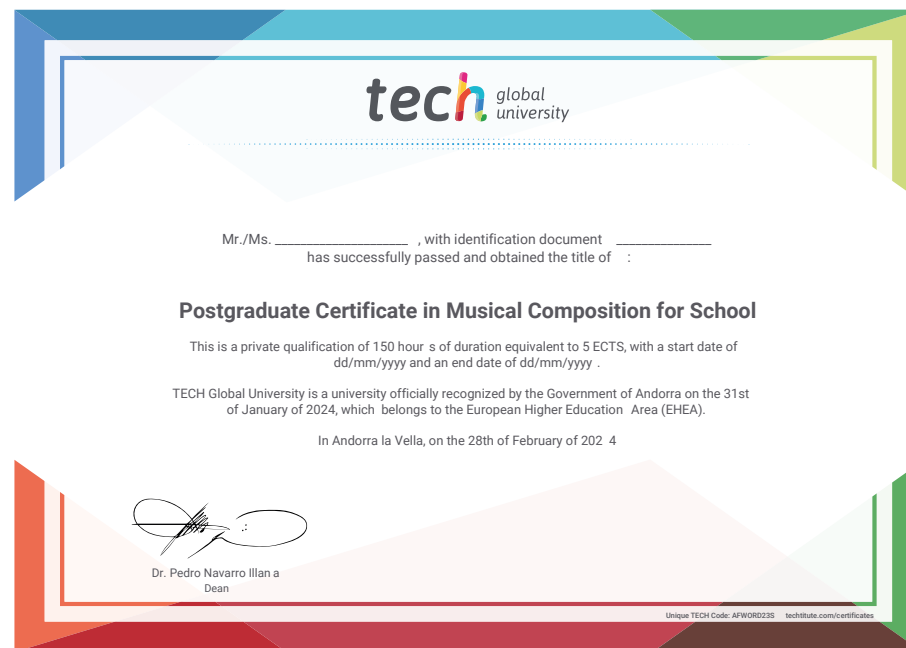 tech global
university
Mr./Ms. ____________________ , with identification document ______________
has successfully passed and obtained the title of :
Postgraduate Certificate in Musical Composition for School
This is a private qualification of 150 hour s of duration equivalent to 5 ECTS, with a start date of
dd/mm/yyyy and an end date of dd/mm/yyyy .
TECH Global University is a university officially recognized by the Government of Andorra on the 31st
of January of 2024, which belongs to the European Higher Education Area (EHEA).
In Andorra la Vella, on the 28th of February of 202 4
Dr. Pedro Navarro Illan a
Dean
Unique TECH Code: AFWORD23S techtitute.com/certificates